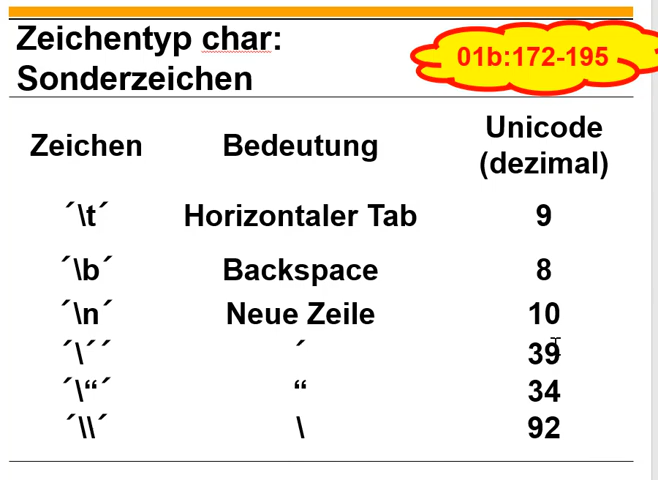 Zeichentyp char:
Sonderzeichen
01b:172-195
Zeichen Bedeutung Unicode (dezimal)
´\t´ Horizontaler Tab 9
´\b´ Backspace 8
´\n´ Neue Zeile 10
´\´´ ´ 39
´\“´ “ 34
´\\´ \ 92